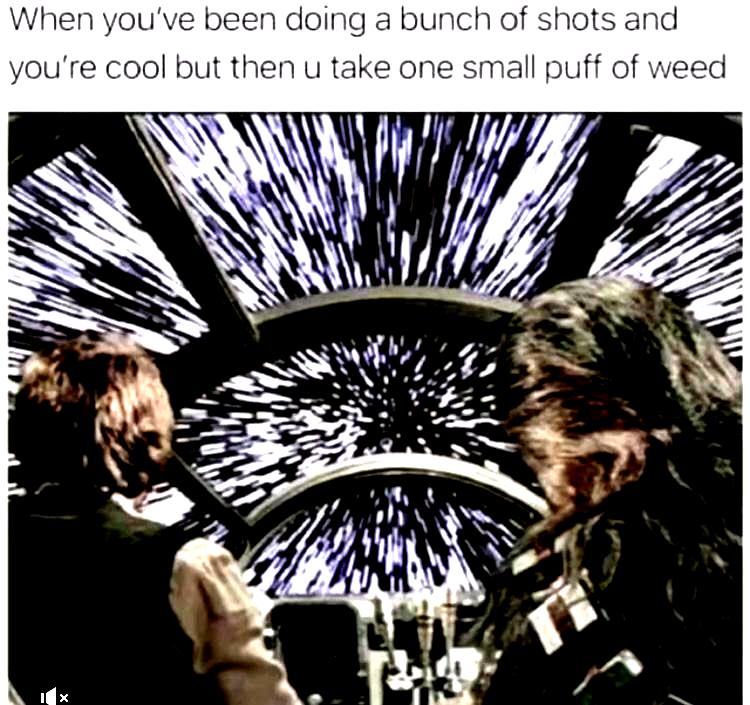 When you've been doing a bunch of shots and
you're cool but then u take one small puff of weed